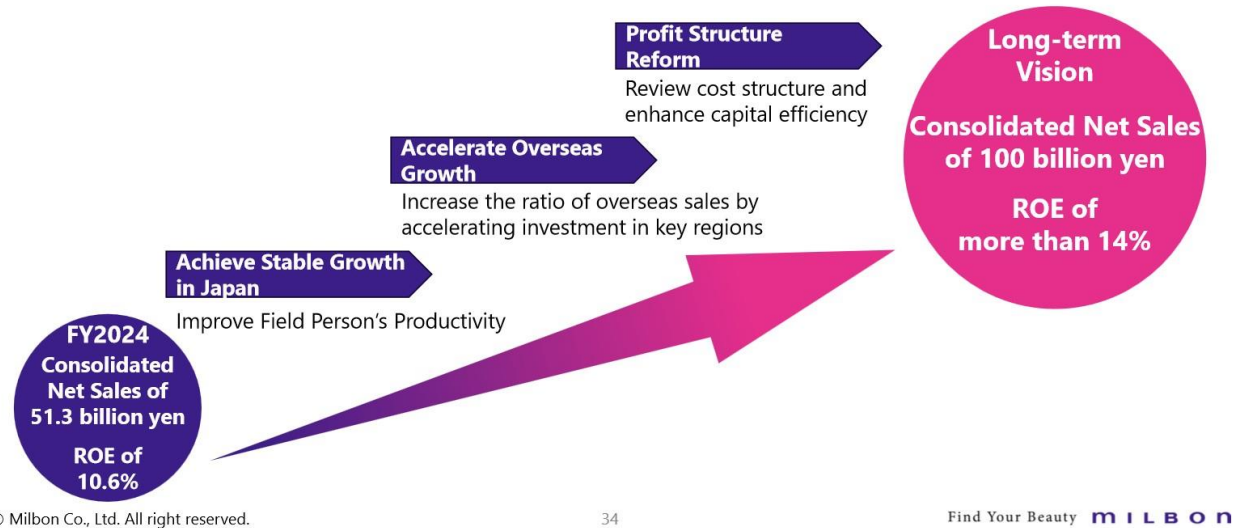 Profit Structure
Reform
Review cost structure and
enhance capital efficiency
Long-term
Vision
Consolidated Net Sales
of 100 billion yen
ROE of
more than 14%
Accelerate Overseas
Growth
Increase the ratio of overseas sales by
accelerating investment in key regions
Achieve Stable Growth
in Japan
Improve Field Person's Productivity
FY2024
Consolidated
Net Sales of
51.3 billion yen
ROE of
10.6%
© Milbon Co., Ltd. All right reserved.
34
Find Your Beauty MILBON